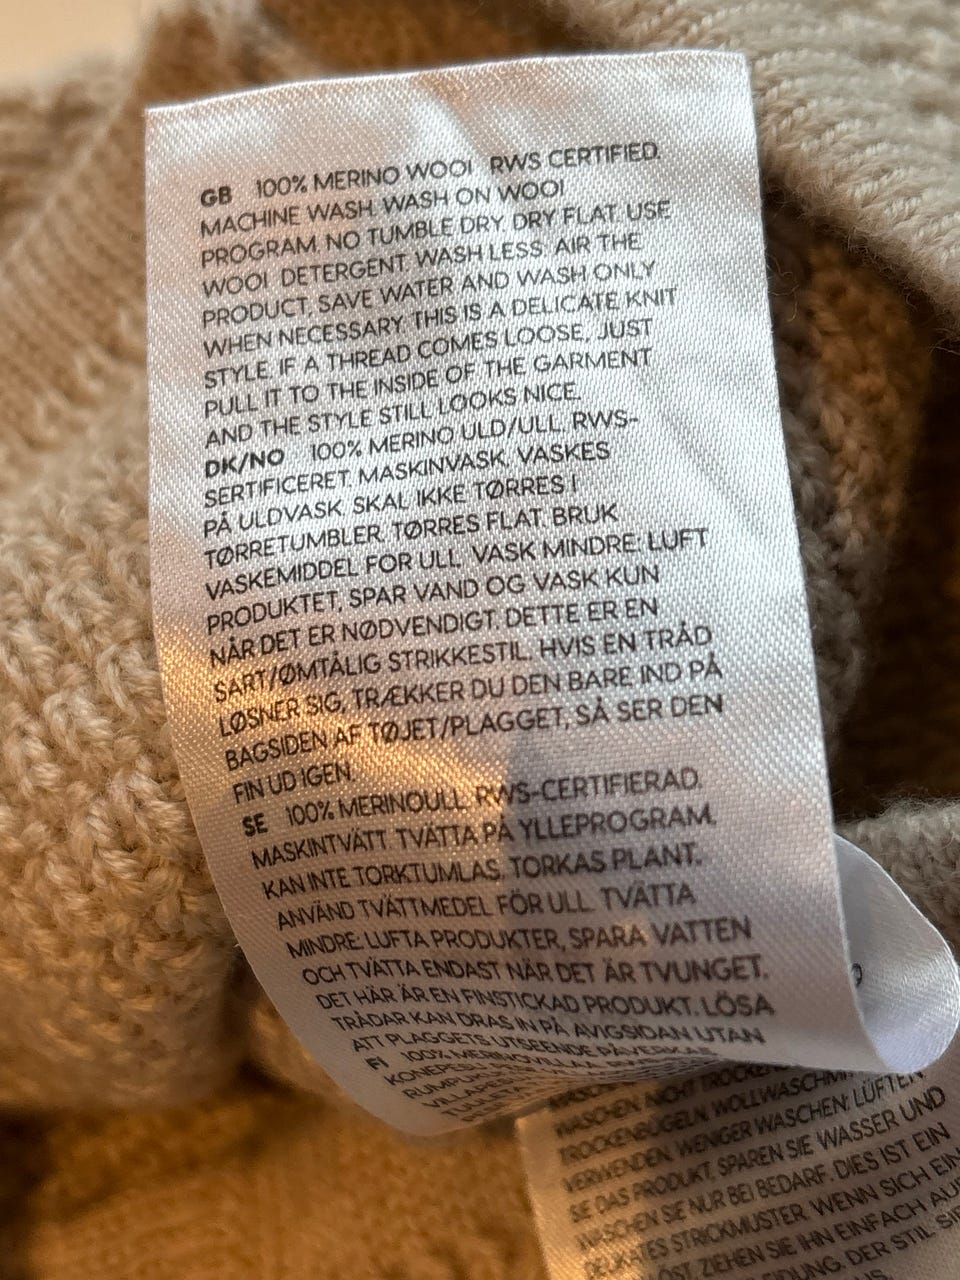 GB 100% MERINO WOOL RWS CERTIFIED.
MACHINE WASH. WASH ON WOOL
PROGRAM. NO TUMBLE DRY. DRY FLAT. USE
WOOL DETERGENT. WASH LESS: AIR THE
PRODUCT, SAVE WATER AND WASH ONLY
WHEN NECESSARY. THIS IS A DELICATE KNIT
STYLE. IF A THREAD COMES LOOSE, JUST
PULL IT TO THE INSIDE OF THE GARMENT
AND THE STYLE STILL LOOKS NICE.
DK/NO 100% MERINO ULD/ULL. RWS-
SERTIFICERET. MASKINVASK. VASKES
PÅ ULDVASK. SKAL IKKE TØRRES I
TØRRETUMBLER. TØRRES FLAT. BRUK
VASKEMIDDEL FOR ULL. VASK MINDRE: LUFT
PRODUKTET, SPAR VAND OG VASK KUN
NÅR DET ER NØDVENDIGT. DETTE ER EN
SART/ØMTÅLIG STRIKKESTIL. HVIS EN TRÅD
LØSNER SIG, TRÆKKER DU DEN BARE IND PÅ
BAGSIDEN AF TØJET/PLAGGET, SÅ SER DEN
FIN UD IGEN.
SE 100% MERINOULL. RWS-CERTIFIERAD.
MASKINTVÄTT. TVÄTTA PÅ YLLEPROGRAM.
KAN INTE TORKTUMLAS. TORKAS PLANT.
ANVÄND TVÄTTMEDEL FÖR ULL. TVÄTTA
MINDRE: LUFTA PRODUKTER, SPARA VATTEN
OCH TVÄTTA ENDAST NÄR DET ÄR TVUNGET.
DET HÄR ÄR EN FINSTICKAD PRODUKT. LÖSA
TRÅDAR KAN DRAS IN PÅ AVIGSIDAN UTAN
ATT PLAGGETS UTSEENDE PÅVERKAS.
FI 100% MERINOVILLAA.
WASCHEN. NICHT
TROCKENBÜGELN. WOLLWASCHMI
VERWENDEN. WENIGER WASCHEN: LÜFTEN
SIE DAS PRODUKT, SPAREN SIE WASSER UND
WASCHEN SIE NUR BEI BEDARF. DIES IST EIN
DELIKATES STRICKMUSTER. WENN SICH EIN
ZIEHEN SIE IHN EINFACH AUF
DER STIL SIE